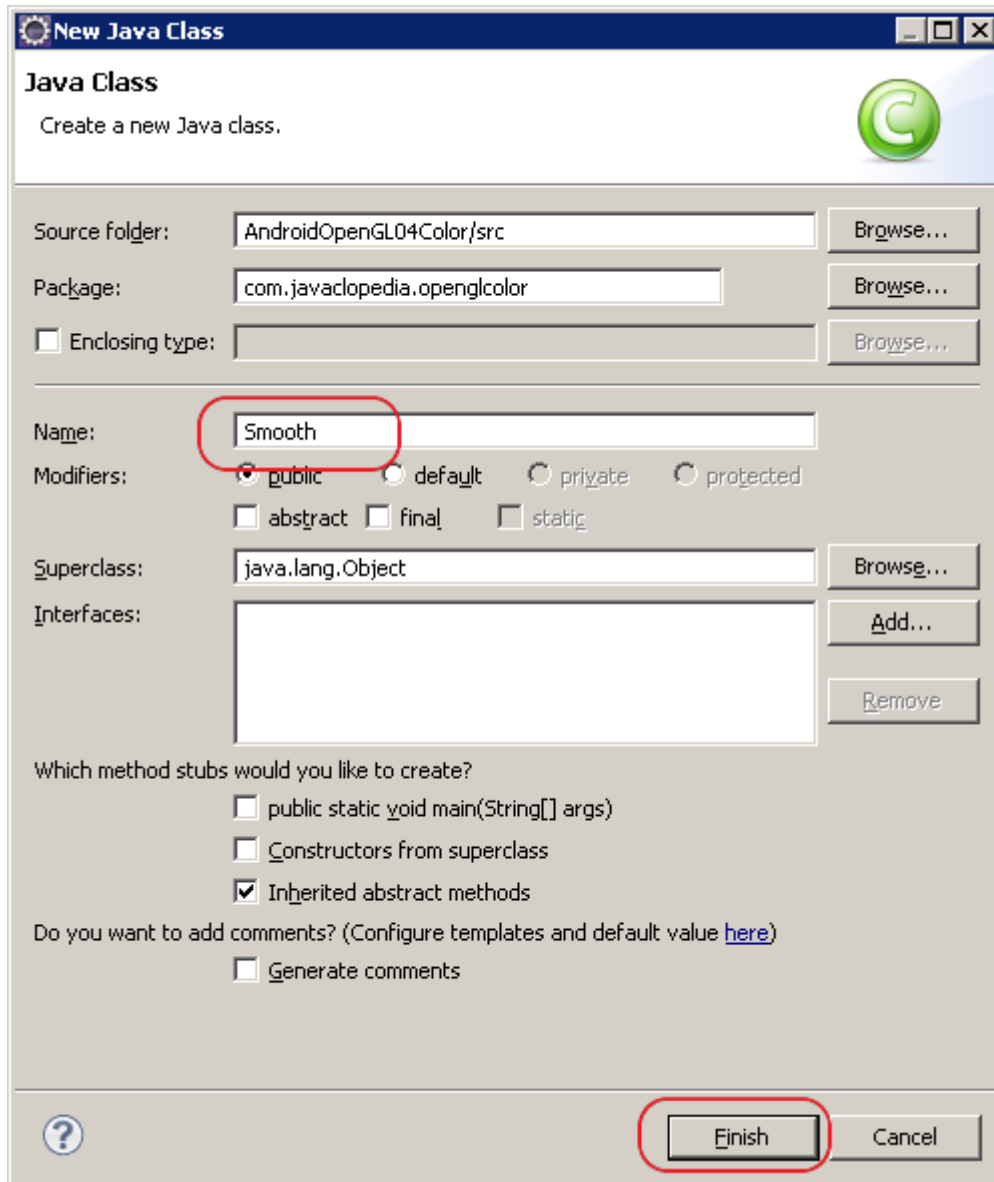 New Java Class
Java Class
Create a new Java class.
C
Source folder: AndroidOpenGL04Color/src Browse...
Package: com.javaclopedia.openglcolor Browse...
Enclosing type: Browse...
Name: Smooth
Modifiers: public default private protected
abstract final static
Superclass: java.lang.Object Browse...
Interfaces: Add...
Remove
Which method stubs would you like to create?
public static void main(String[] args)
Constructors from superclass
Inherited abstract methods
Do you want to add comments? (Configure templates and default value here)
Generate comments
? Finish Cancel